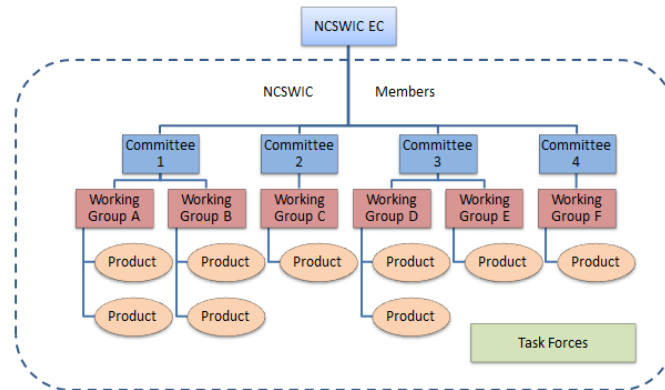 NCSWIC EC
NCSWIC Members
Committee
1
Committee
2
Committee
3
Committee
4
Working
Group A
Working
Group B
Working
Group C
Working
Group D
Working
Group E
Working
Group F
Product
Product
Product
Product
Product
Product
Product
Product
Product
Task Forces